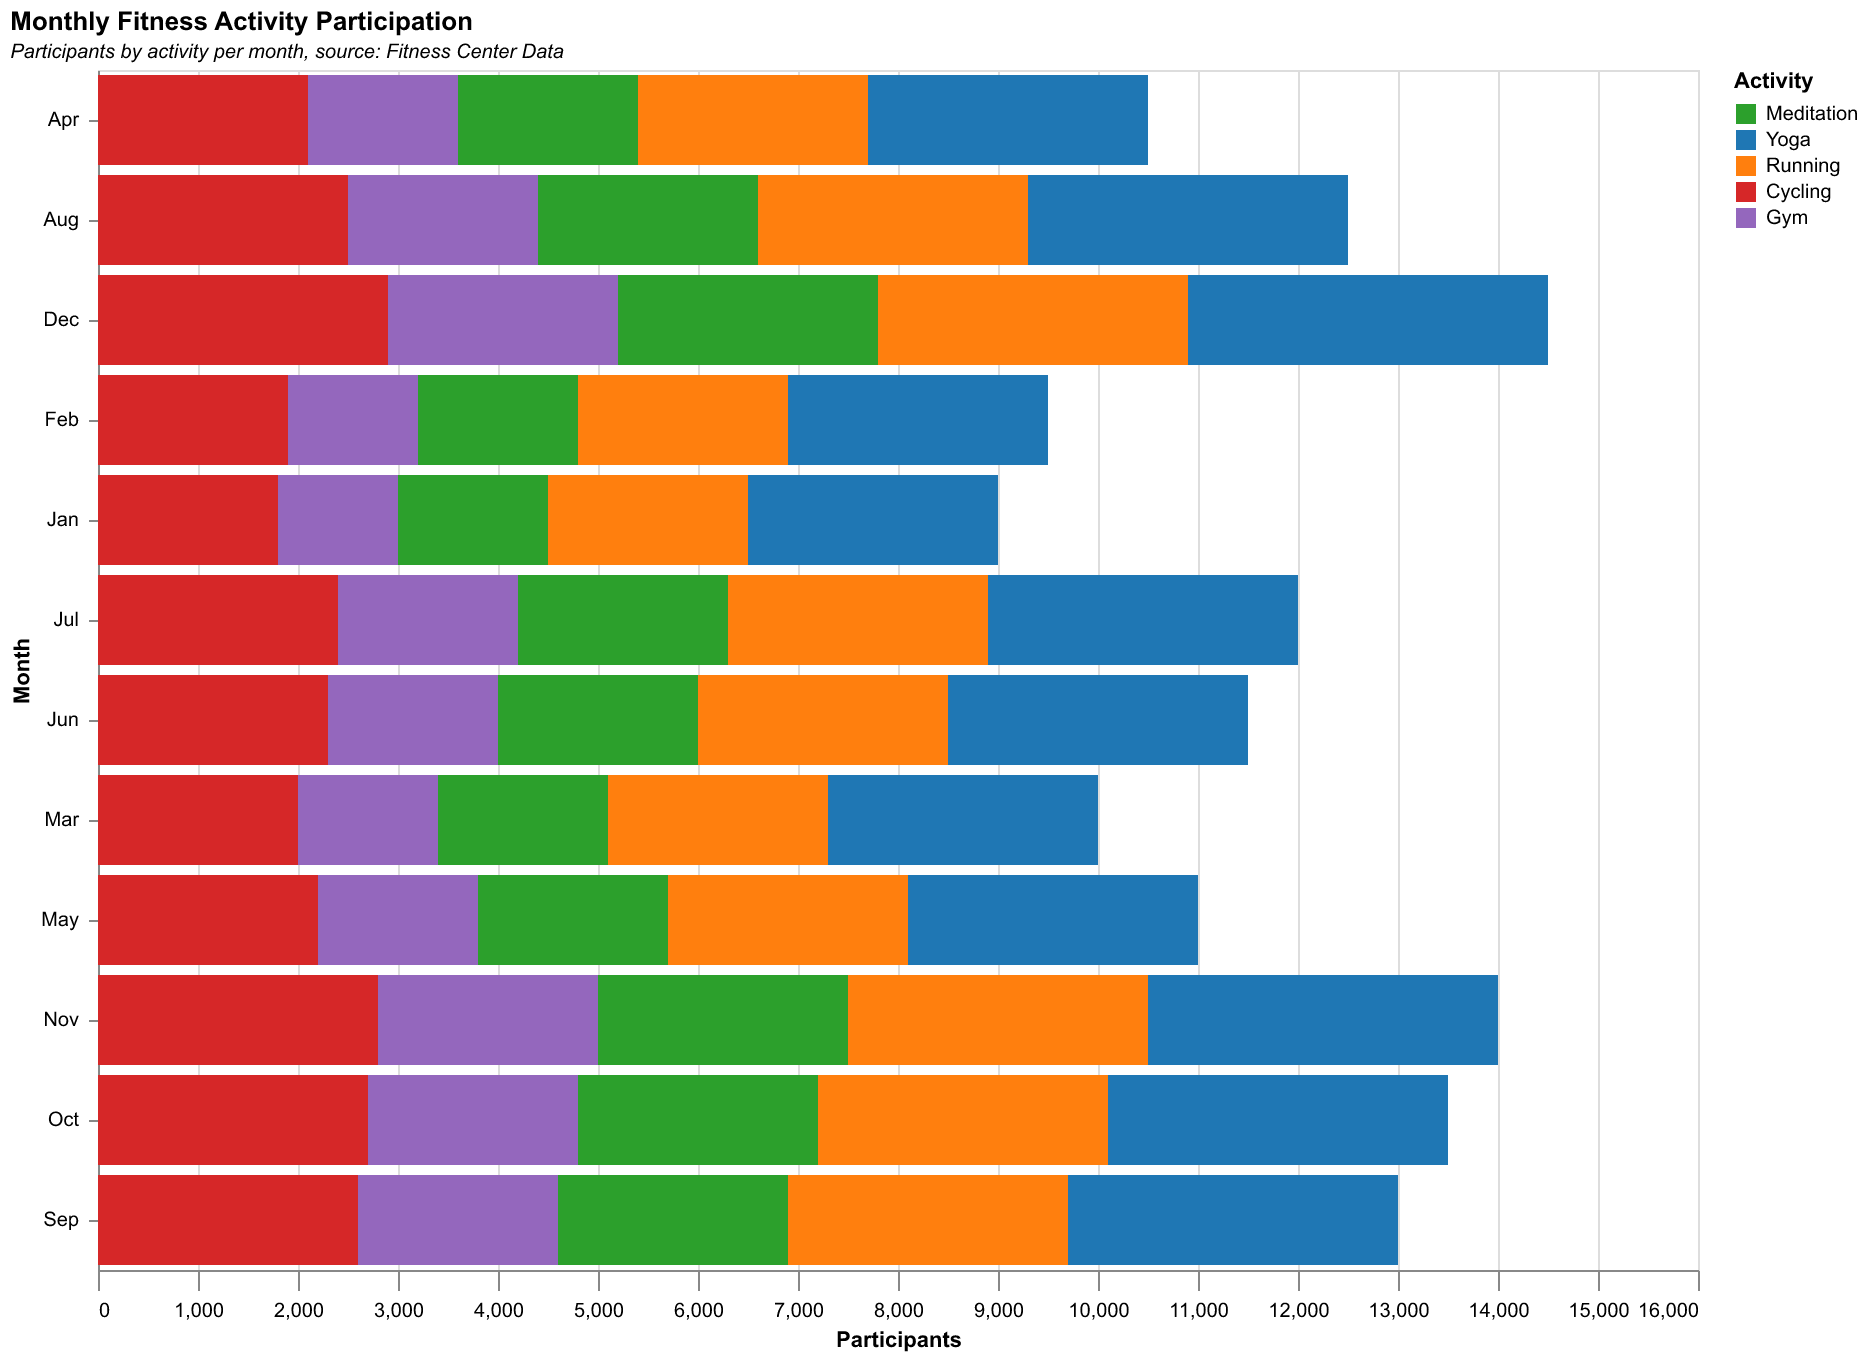 Monthly Fitness Activity Participation
Participants by activity per month, source: Fitness Center Data
Activity
Meditation
Yoga
Running
Cycling
Gym
Month
Apr
Aug
Dec
Feb
Jan
Jul
Jun
Mar
May
Nov
Oct
Sep
0 1,000 2,000 3,000 4,000 5,000 6,000 7,000 8,000 9,000 10,000 11,000 12,000 13,000 14,000 15,000 16,000
Participants